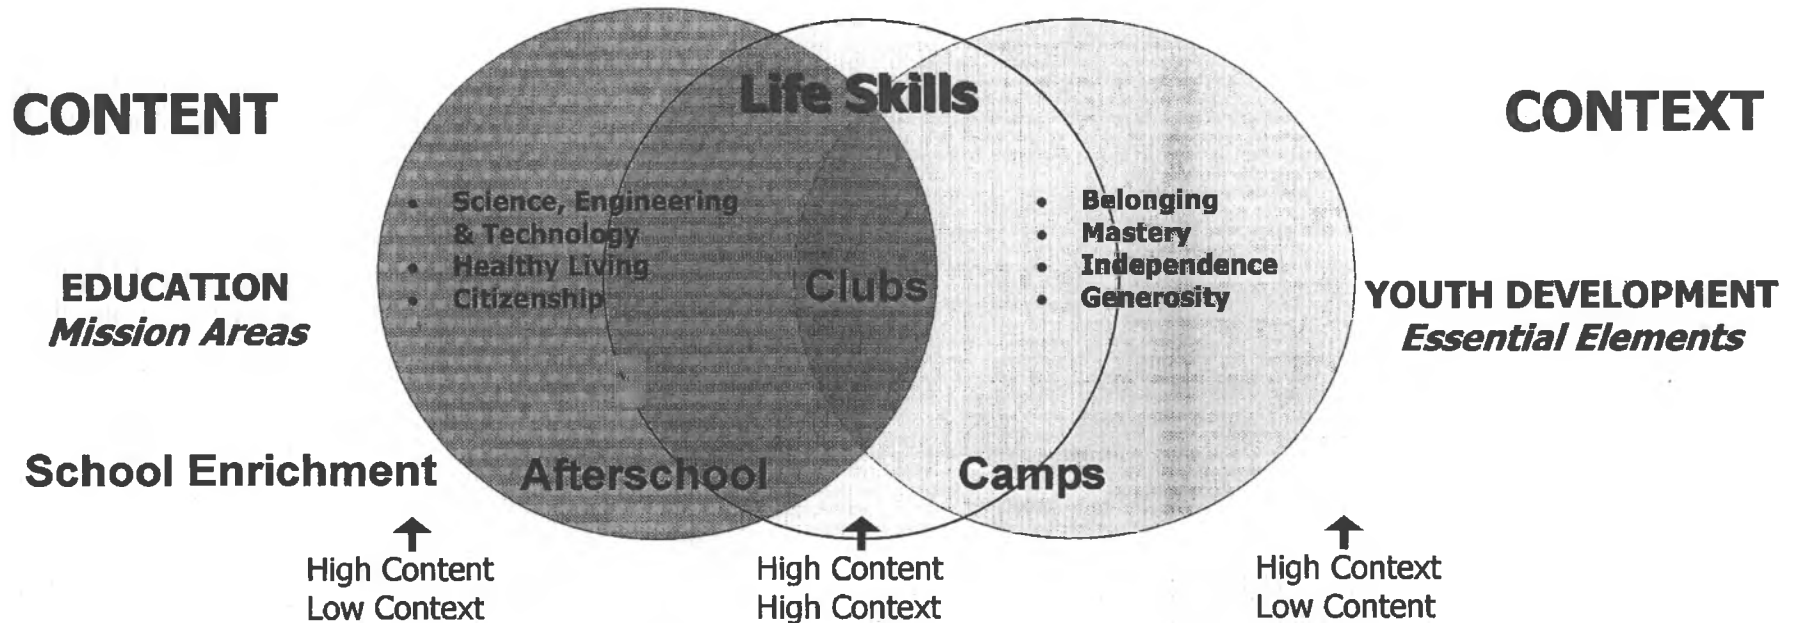 Life Skills
CONTENT
CONTEXT
• Science, Engineering
& Technology
• Healthy Living
• Citizenship
Clubs
• Belonging
• Mastery
• Independence
• Generosity
EDUCATION
Mission Areas
YOUTH DEVELOPMENT
Essential Elements
School Enrichment
Afterschool
Camps
High Content
Low Context
High Content
High Context
High Context
Low Content